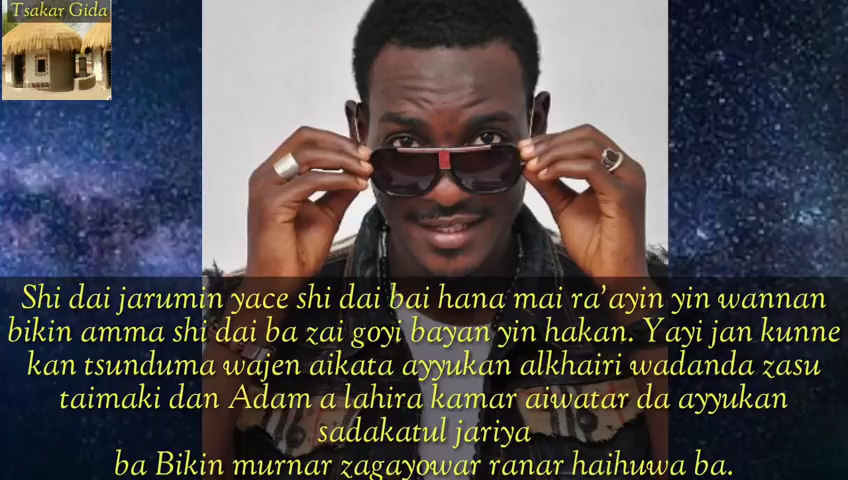 Tsakar Gida
Shi dai jarumin yace shi dai bai hana mai ra'ayin yin wannan
bikin amma shi dai ba zai goyi bayan yin hakan. Yayi jan kunne
kan tsunduma wajen aikata ayyukan alkhairi wadanda zasu
taimaki dan Adam a lahira kamar aiwatar da ayyukan
sadakatul jariya
ba Bikin murnar zagayowar ranar haihuwa ba.